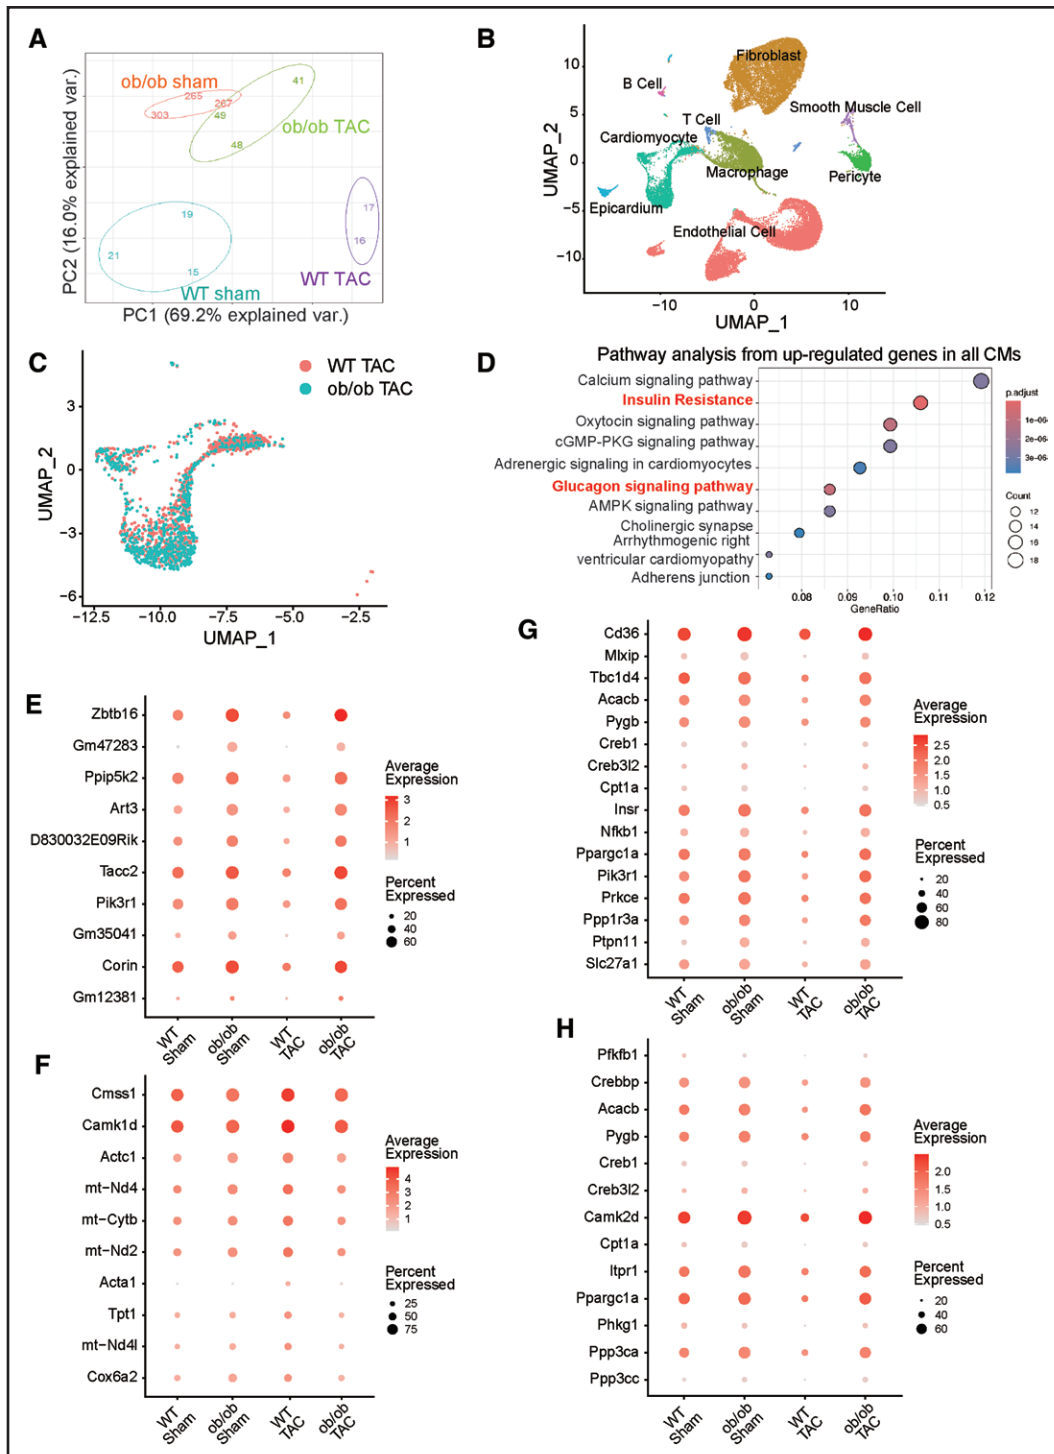 A
ob/ob sham
265
267
303
49
41
48
ob/ob TAC
17
16
19
21
15
WT sham
WT TAC
PC2 (16.0% explained var.)
PC1 (69.2% explained var.)
B
Fibroblast
B Cell
Smooth Muscle Cell
T Cell
Cardiomyocyte
Macrophage
Pericyte
Epicardium
Endothelial Cell
UMAP_2
10
5
0
−5
−10
−10
0
10
UMAP_1
C
WT TAC
ob/ob TAC
UMAP_2
3
0
−3
−6
−12.5
−10.0
−7.5
−5.0
−2.5
UMAP_1
D
Pathway analysis from up-regulated genes in all CMs
Calcium signaling pathway
Insulin Resistance
Oxytocin signaling pathway
cGMP-PKG signaling pathway
Adrenergic signaling in cardiomyocytes
Glucagon signaling pathway
AMPK signaling pathway
Cholinergic synapse
Arrhythmogenic right
ventricular cardiomyopathy
Adherens junction
0.08
0.09
0.10
0.11
0.12
GeneRatio
p.adjust
Count
12
14
16
18
E
Zbtb16
Gm47283
Ppip5k2
Art3
D830032E09Rik
Tacc2
Pik3r1
Gm35041
Corin
Gm12381
WT Sham
ob/ob Sham
WT TAC
ob/ob TAC
Average
Expression
3
2
1
Percent
Expressed
20
40
60
F
Cmss1
Camk1d
Actc1
mt−Nd4
mt−Cytb
mt−Nd2
Acta1
Tpt1
mt−Nd4l
Cox6a2
WT Sham
ob/ob Sham
WT TAC
ob/ob TAC
Average
Expression
4
3
2
1
Percent
Expressed
25
50
75
G
Cd36
Mlxip
Tbc1d4
Acacb
Pygb
Creb1
Creb3l2
Cpt1a
Insr
Nfkb1
Ppargc1a
Pik3r1
Prkce
Ppp1r3a
Ptpn11
Slc27a1
WT Sham
ob/ob Sham
WT TAC
ob/ob TAC
Average
Expression
2.5
2.0
1.5
1.0
0.5
Percent
Expressed
20
40
60
80
H
Pfkfb1
Crebbp
Acacb
Pygb
Creb1
Creb3l2
Camk2d
Cpt1a
Itpr1
Ppargc1a
Phkg1
Ppp3ca
Ppp3cc
WT Sham
ob/ob Sham
WT TAC
ob/ob TAC
Average
Expression
2.0
1.5
1.0
0.5
Percent
Expressed
20
40
60